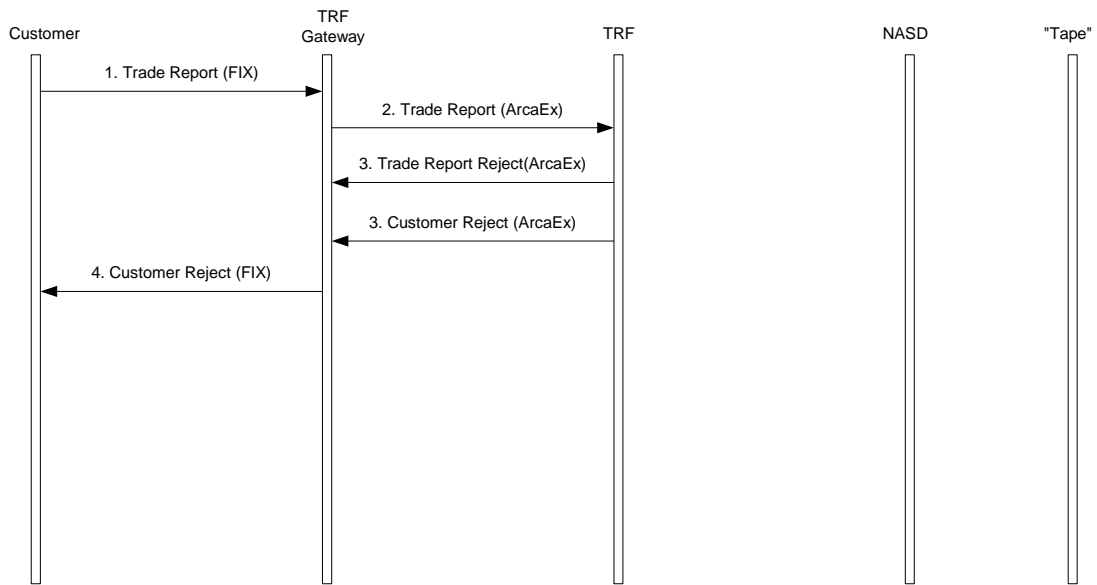 Customer
TRF
Gateway
TRF
NASD
"Tape"
1. Trade Report (FIX)
2. Trade Report (ArcaEx)
3. Trade Report Reject(ArcaEx)
3. Customer Reject (ArcaEx)
4. Customer Reject (FIX)